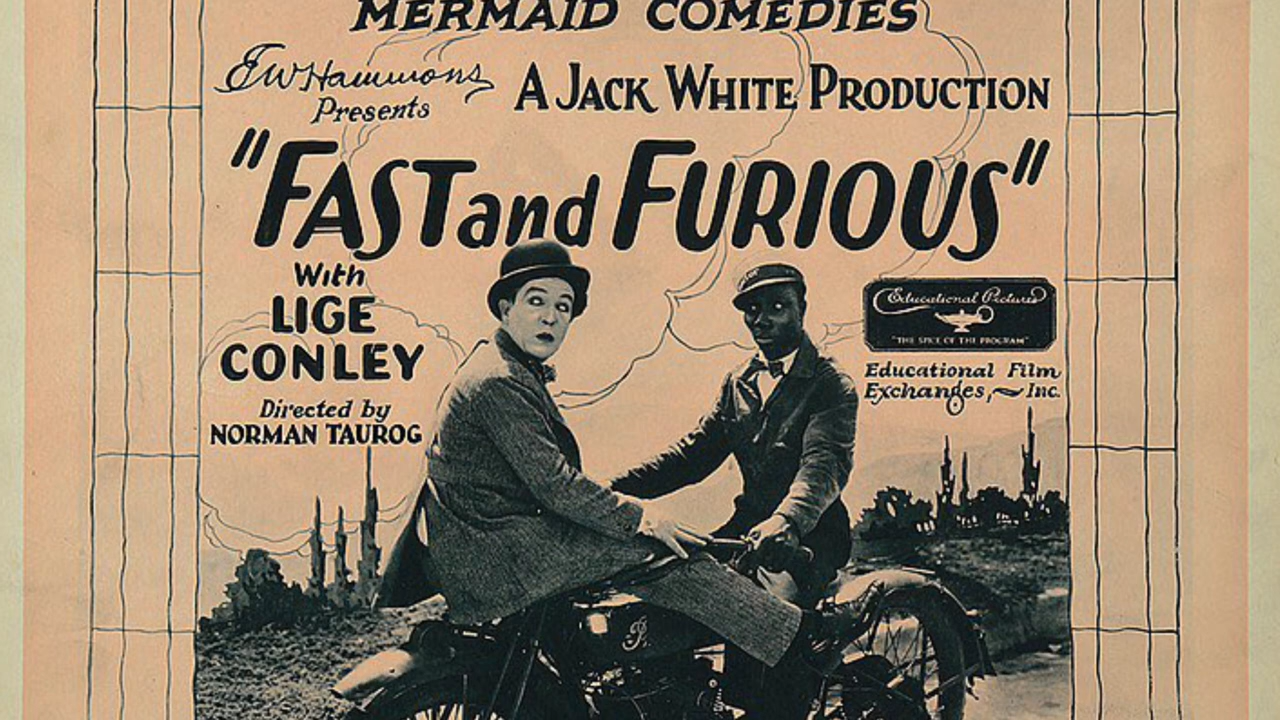 MERMAID COMEDIES
E.W. Hammons
Presents
A JACK WHITE PRODUCTION
"FAST and FURIOUS"
With
LIGE
CONLEY
Directed by
NORMAN TAUROG
Educational Pictures
"THE SPICE OF THE PROGRAM"
Educational Film
Exchanges, Inc.